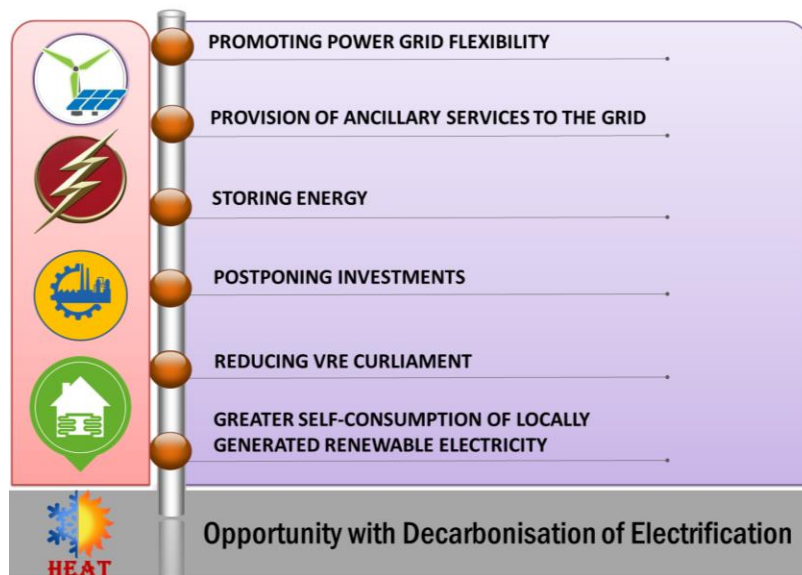 PROMOTING POWER GRID FLEXIBILITY
PROVISION OF ANCILLARY SERVICES TO THE GRID
STORING ENERGY
POSTPONING INVESTMENTS
REDUCING VRE CURLIAMENT
GREATER SELF-CONSUMPTION OF LOCALLY
GENERATED RENEWABLE ELECTRICITY
Opportunity with Decarbonisation of Electrification
HEAT